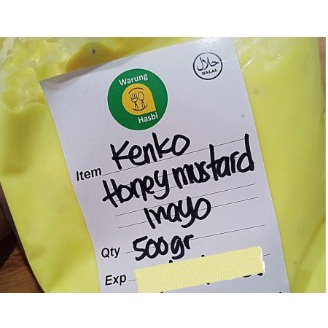 Warung
Hasbi
حلال
HALAL
Item Kenko
Honey mustard
mayo
Qty 500gr
Exp